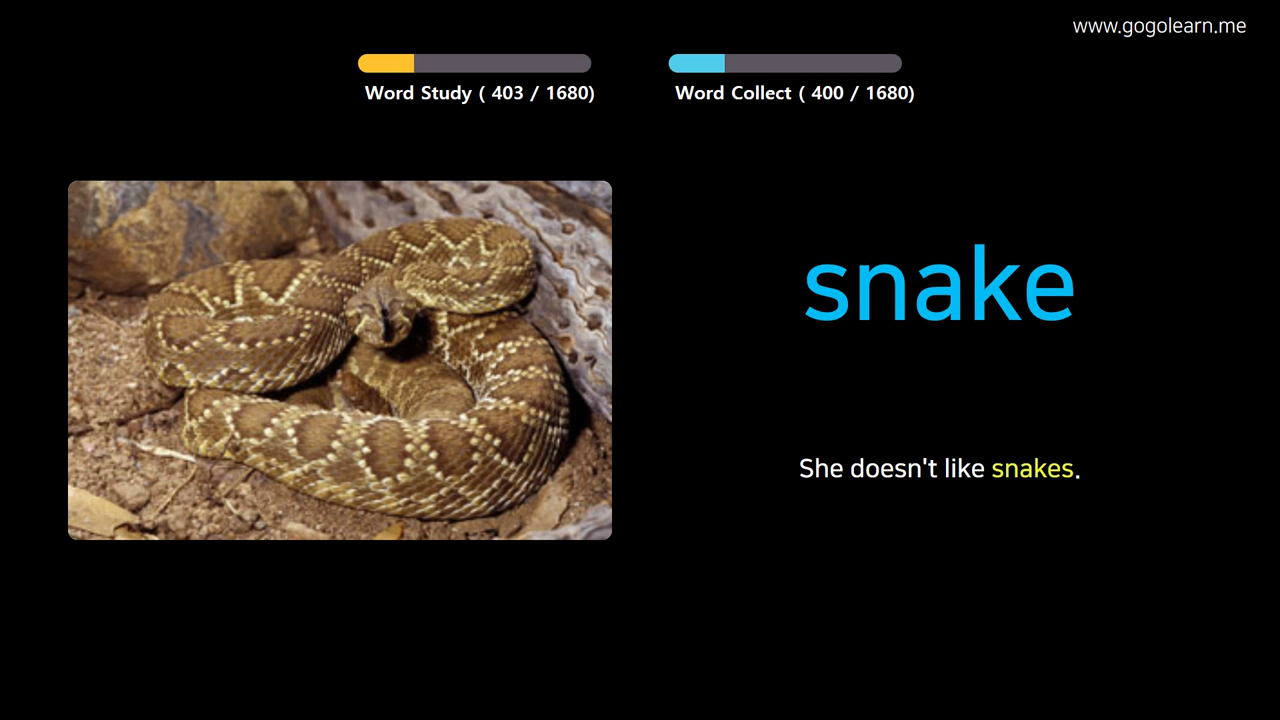 www.gogolearn.me
Word Study ( 403 / 1680)
Word Collect ( 400 / 1680)
snake
She doesn't like snakes.